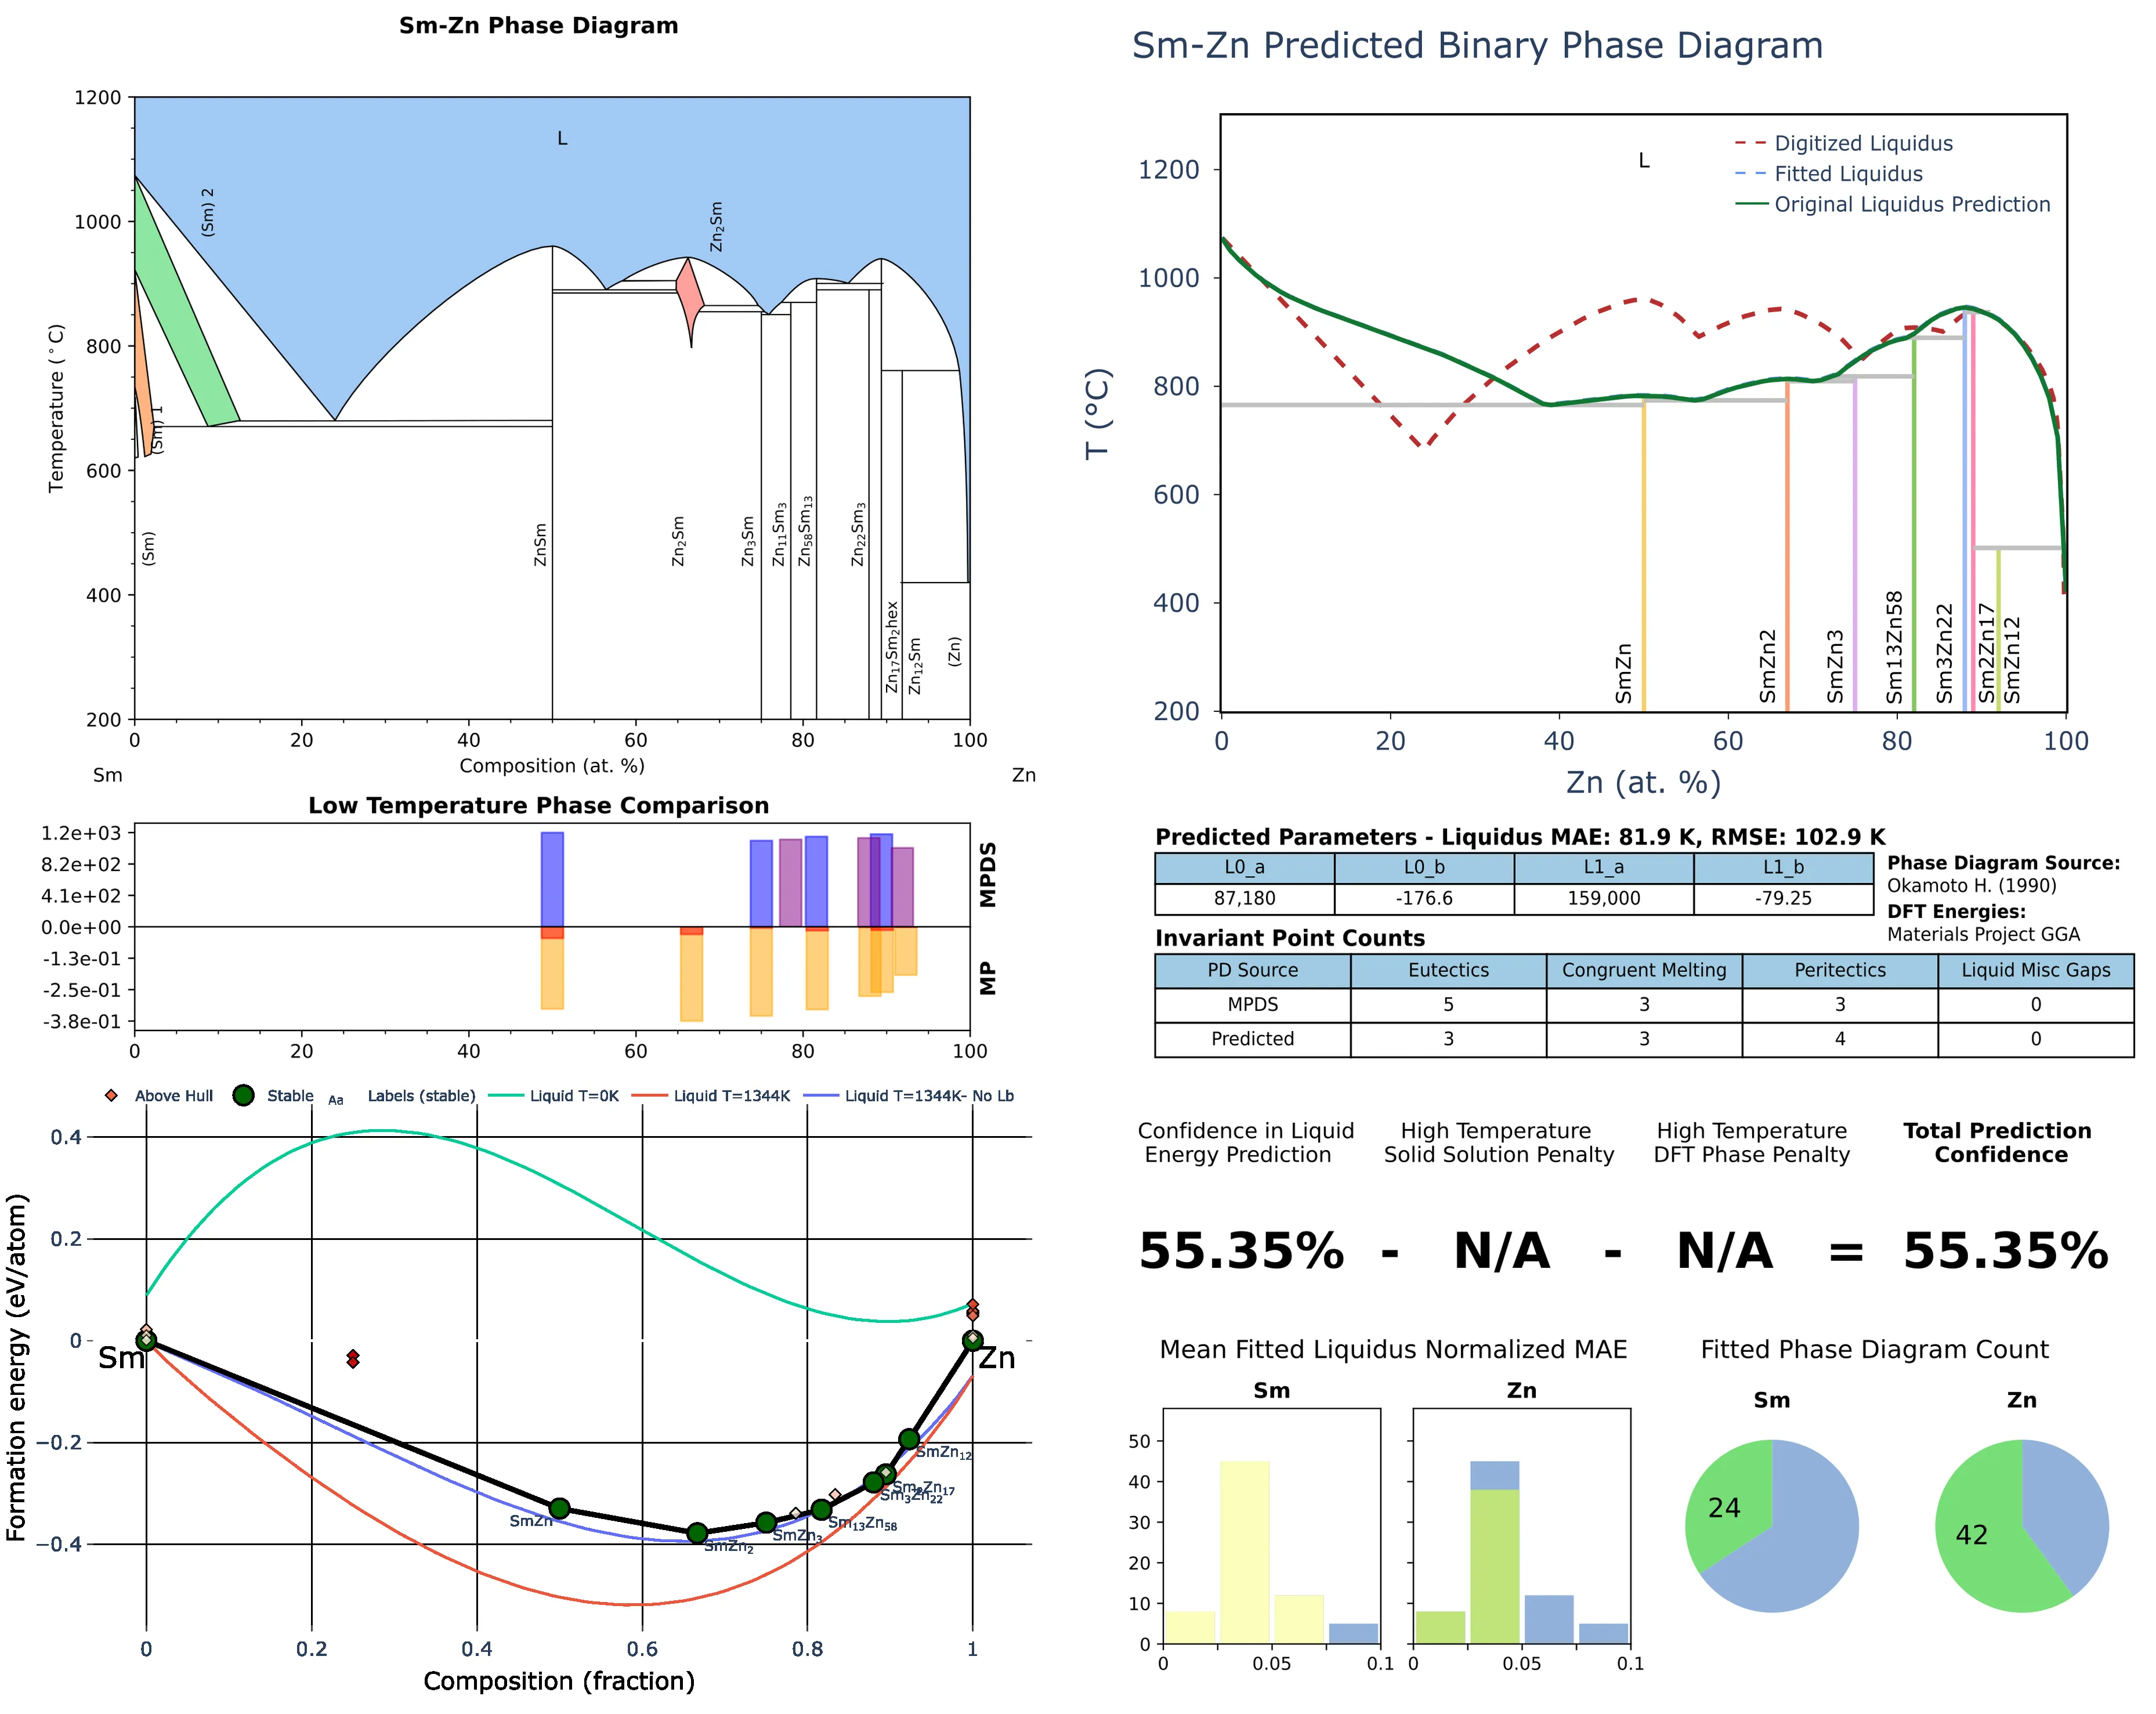 Sm-Zn Phase Diagram
1200
1000
800
600
400
200
Temperature (°C)
L
(Sm) 2
(Sm) 1
(Sm)
Zn2Sm
ZnSm
Zn2Sm
Zn3Sm
Zn11Sm3
Zn58Sm13
Zn22Sm3
Zn17Sm2hex
Zn12Sm
(Zn)
0 20 40 60 80 100
Sm Composition (at. %) Zn
Sm-Zn Predicted Binary Phase Diagram
L
Digitized Liquidus
Fitted Liquidus
Original Liquidus Prediction
1200
1000
800
600
400
200
T (°C)
SmZn
SmZn2
SmZn3
Sm13Zn58
Sm3Zn22
Sm2Zn17
SmZn12
0 20 40 60 80 100
Zn (at. %)
Low Temperature Phase Comparison
1.2e+03
8.2e+02
4.1e+02
0.0e+00
-1.3e-01
-2.5e-01
-3.8e-01
MPDS
MP
0 20 40 60 80 100
Predicted Parameters - Liquidus MAE: 81.9 K, RMSE: 102.9 K
L0_a L0_b L1_a L1_b
87,180 -176.6 159,000 -79.25
Phase Diagram Source:
Okamoto H. (1990)
DFT Energies:
Materials Project GGA
Invariant Point Counts
PD Source Eutectics Congruent Melting Peritectics Liquid Misc Gaps
MPDS 5 3 3 0
Predicted 3 3 4 0
Above Hull Stable Aa Labels (stable) Liquid T=0K Liquid T=1344K Liquid T=1344K- No Lb
0.4
0.2
0
−0.2
−0.4
Formation energy (eV/atom)
Sm
Zn
SmZn
SmZn2
SmZn3
Sm13Zn58
Sm3Zn22
Sm2Zn17
SmZn12
0 0.2 0.4 0.6 0.8 1
Composition (fraction)
Confidence in Liquid
Energy Prediction
High Temperature
Solid Solution Penalty
High Temperature
DFT Phase Penalty
Total Prediction
Confidence
55.35% - N/A - N/A = 55.35%
Mean Fitted Liquidus Normalized MAE
Sm
Zn
50
40
30
20
10
0
0 0.05 0.1
0 0.05 0.1
Fitted Phase Diagram Count
Sm
Zn
24
42